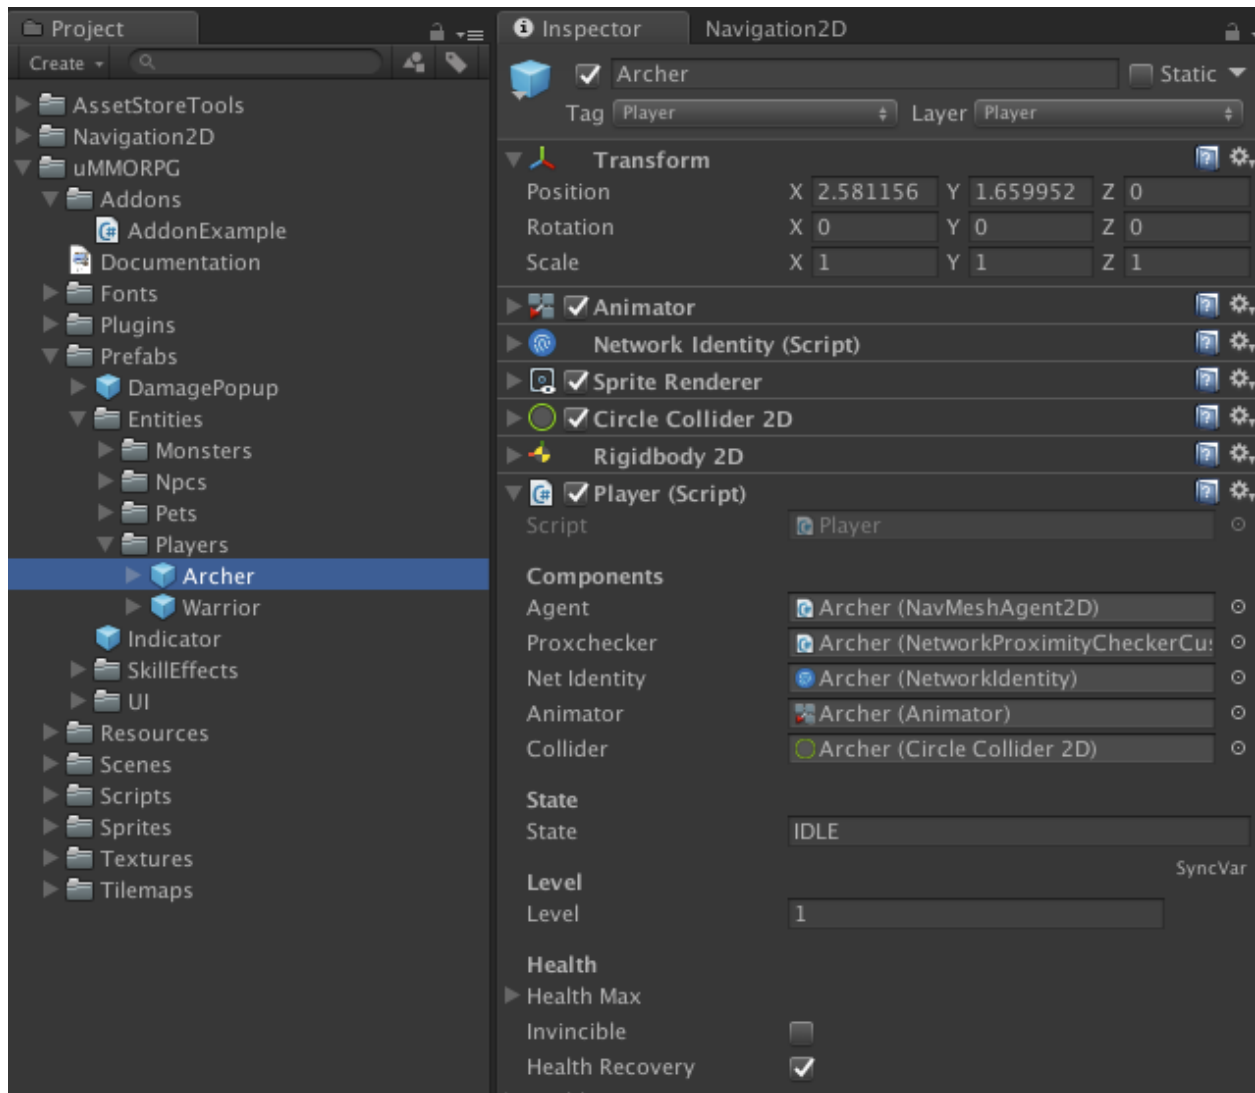 Project
Create
AssetStoreTools
Navigation2D
uMMORPG
Addons
AddonExample
Documentation
Fonts
Plugins
Prefabs
DamagePopup
Entities
Monsters
Npcs
Pets
Players
Archer
Warrior
Indicator
SkillEffects
UI
Resources
Scenes
Scripts
Sprites
Textures
Tilemaps
Inspector Navigation2D
Archer Static
Tag Player Layer Player
Transform
Position X 2.581156 Y 1.659952 Z 0
Rotation X 0 Y 0 Z 0
Scale X 1 Y 1 Z 1
Animator
Network Identity (Script)
Sprite Renderer
Circle Collider 2D
Rigidbody 2D
Player (Script)
Script Player
Components
Agent Archer (NavMeshAgent2D)
Proxchecker Archer (NetworkProximityCheckerCu
Net Identity Archer (NetworkIdentity)
Animator Archer (Animator)
Collider Archer (Circle Collider 2D)
State
State IDLE
SyncVar
Level
Level 1
Health
Health Max
Invincible
Health Recovery